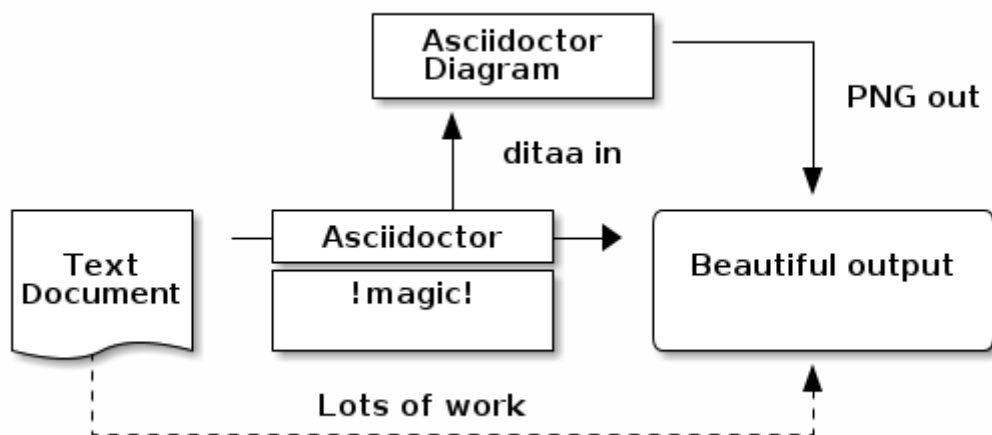 Asciidoctor
Diagram
PNG out
ditaa in
Text
Document
Asciidoctor
!magic!
Beautiful output
Lots of work